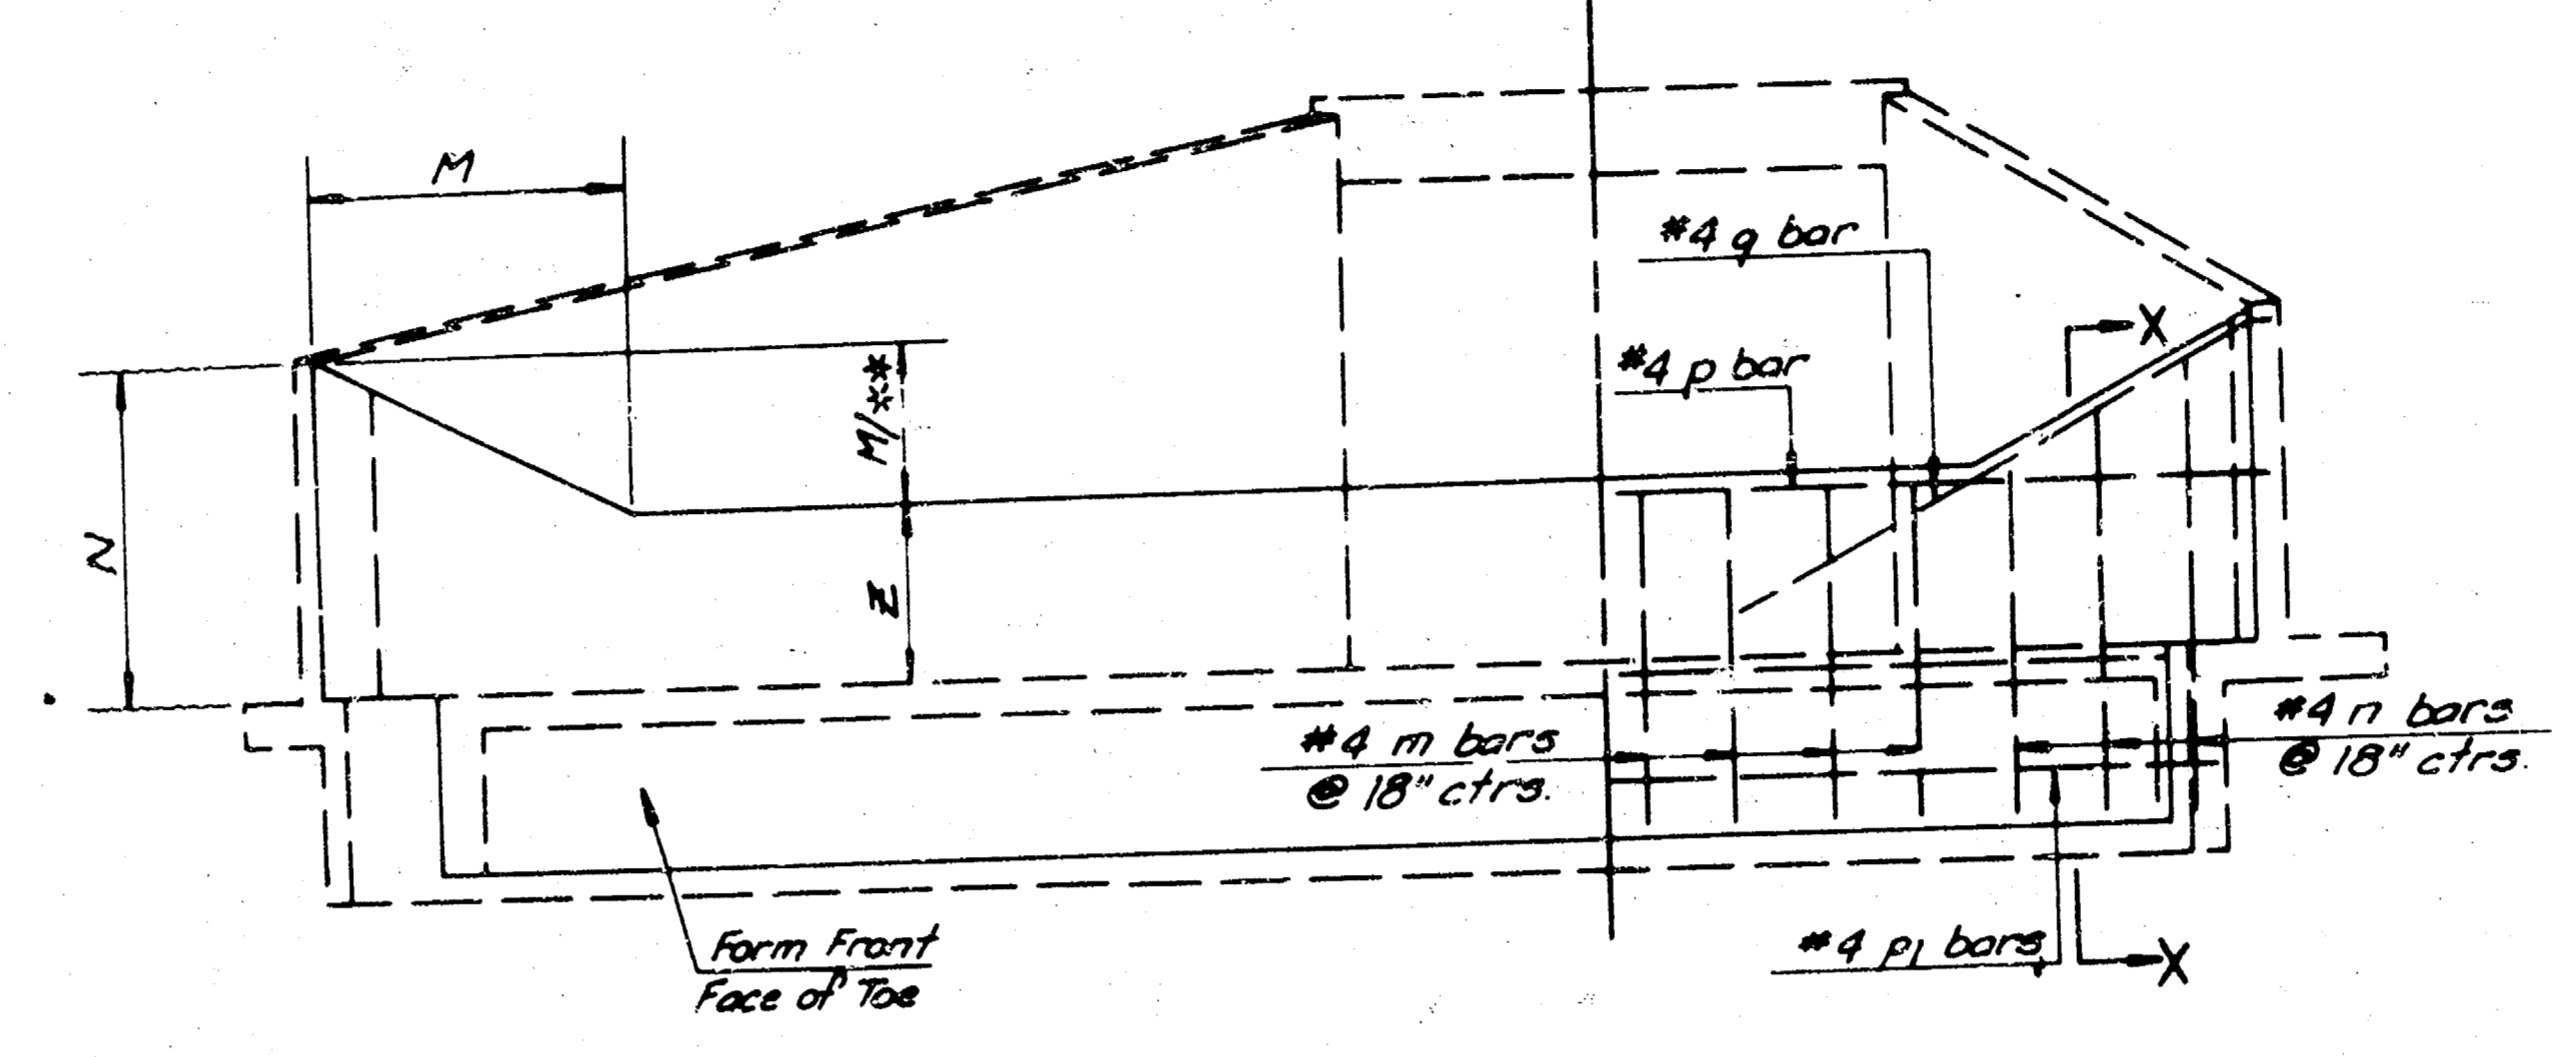 M
#4 q bar
X
#4 p bar
M/**
N
Z
#4 m bars
@ 18" ctrs.
#4 n bars
@ 18" ctrs.
Form Front
Face of Toe
#4 p1 bars
X